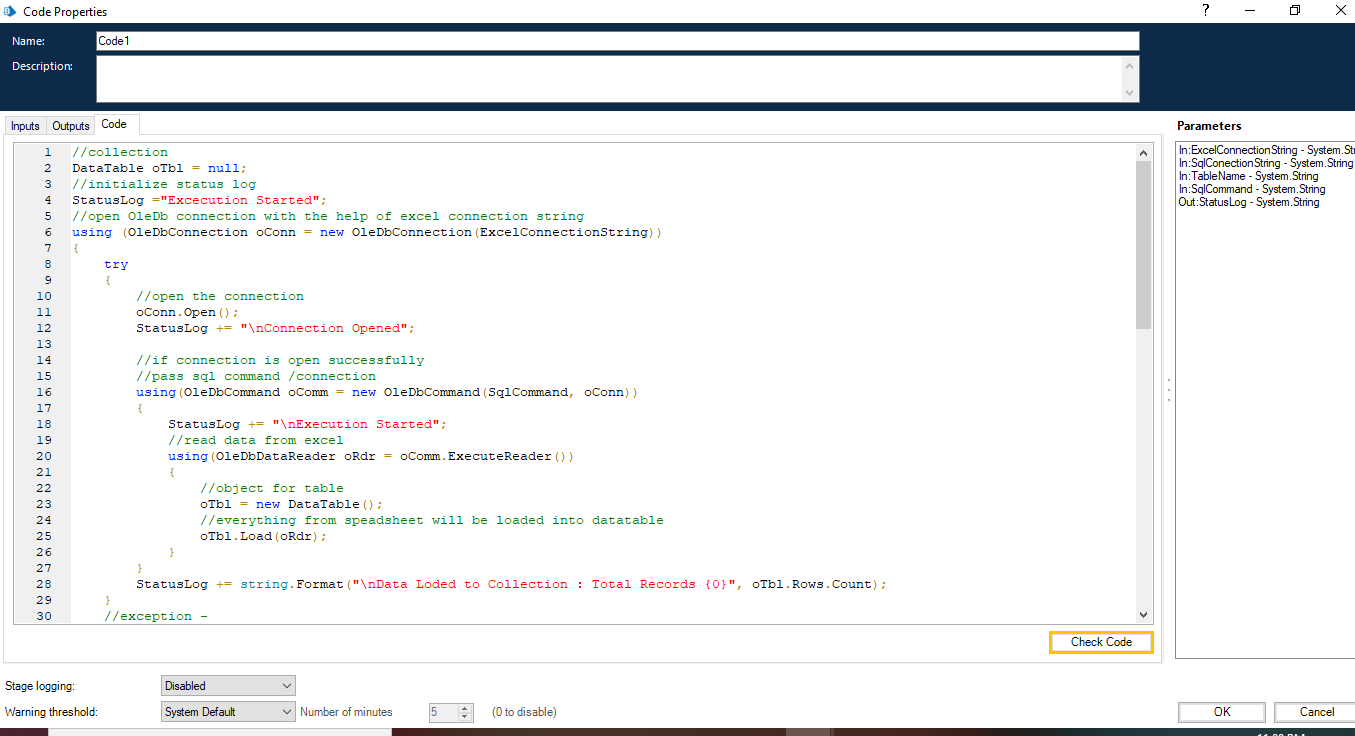 Code Properties
?
Name:
Code1
Description:
Inputs
Outputs
Code
Parameters
1 //collection
2 DataTable oTbl = null;
3 //initialize status log
4 StatusLog ="Excecution Started";
5 //open OleDb connection with the help of excel connection string
6 using (OleDbConnection oConn = new OleDbConnection(ExcelConnectionString))
7 {
8 try
9 {
10 //open the connection
11 oConn.Open();
12 StatusLog += "\nConnection Opened";
13
14 //if connection is open successfully
15 //pass sql command /connection
16 using(OleDbCommand oComm = new OleDbCommand(SqlCommand, oConn))
17 {
18 StatusLog += "\nExecution Started";
19 //read data from excel
20 using(OleDbDataReader oRdr = oComm.ExecuteReader())
21 {
22 //object for table
23 oTbl = new DataTable();
24 //everything from speadsheet will be loaded into datatable
25 oTbl.Load(oRdr);
26 }
27 }
28 StatusLog += string.Format("\nData Loded to Collection : Total Records {0}", oTbl.Rows.Count);
29 }
30 //exception -
In:ExcelConnectionString - System.Str
In:SqlConectionString - System.String
In:TableName - System.String
In:SqlCommand - System.String
Out:StatusLog - System.String
Check Code
Stage logging:
Disabled
Warning threshold:
System Default
Number of minutes
5
(0 to disable)
OK
Cancel